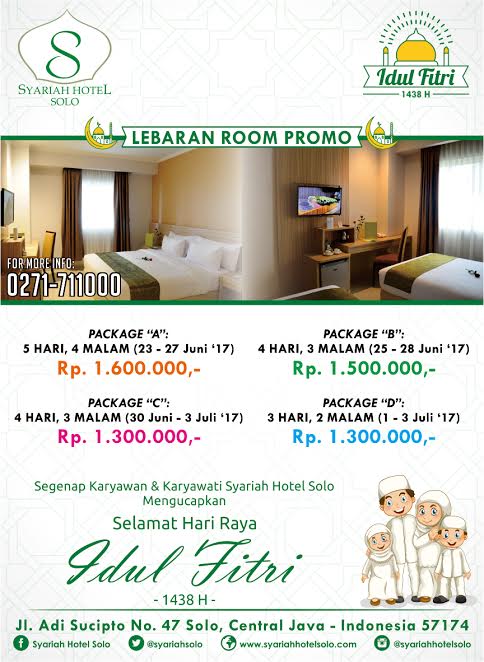 S
SYARIAH HOTEL
SOLO
Idul Fitri
1438 H
LEBARAN ROOM PROMO
FOR MORE INFO:
0271-711000
PACKAGE “A”:
5 HARI, 4 MALAM (23 - 27 Juni ‘17)
Rp. 1.600.000,-
PACKAGE “B”:
4 HARI, 3 MALAM (25 - 28 Juni ‘17)
Rp. 1.500.000,-
PACKAGE “C”:
4 HARI, 3 MALAM (30 Juni - 3 Juli ‘17)
Rp. 1.300.000,-
PACKAGE “D”:
3 HARI, 2 MALAM (1 - 3 Juli ‘17)
Rp. 1.300.000,-
Segenap Karyawan & Karyawati Syariah Hotel Solo
Mengucapkan
Selamat Hari Raya
Idul Fitri
- 1438 H -
Jl. Adi Sucipto No. 47 Solo, Central Java - Indonesia 57174
Syariah Hotel Solo @syariahsolo www.syariahhotelsolo.com @syariahhotelsolo